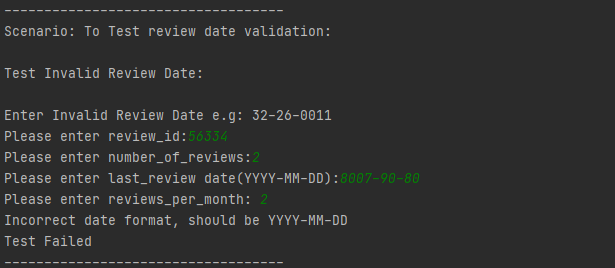 -----------------------------------
Scenario: To Test review date validation:
Test Invalid Review Date:
Enter Invalid Review Date e.g: 32-26-0011
Please enter review_id:56334
Please enter number_of_reviews:2
Please enter last_review date(YYYY-MM-DD):8007-90-80
Please enter reviews_per_month: 2
Incorrect date format, should be YYYY-MM-DD
Test Failed
-----------------------------------